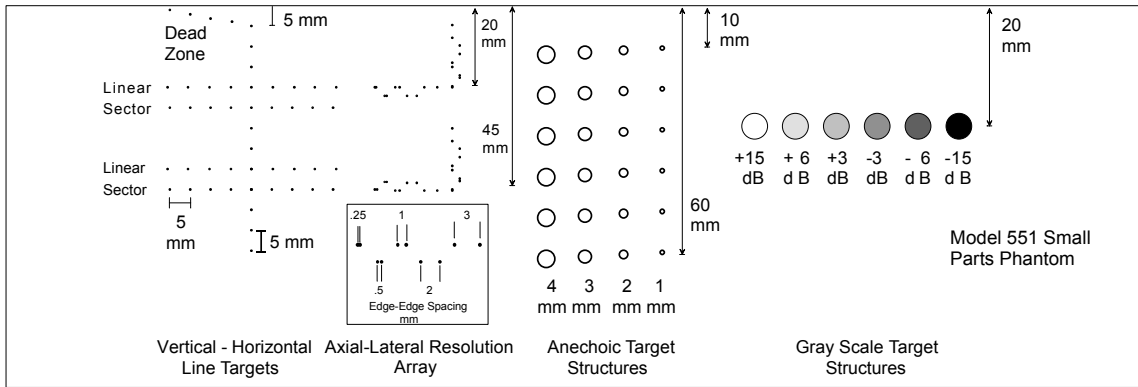 5 mm
20
mm
10
mm
20
mm
Dead
Zone
Linear
Sector
45
mm
Linear
Sector
5
mm
5 mm
.25
1
3
.5
2
Edge-Edge Spacing
mm
60
mm
4
mm
3
mm
2
mm
1
mm
+15
dB
+ 6
d B
+3
dB
-3
dB
- 6
d B
-15
d B
Model 551 Small
Parts Phantom
Vertical - Horizontal
Line Targets
Axial-Lateral Resolution
Array
Anechoic Target
Structures
Gray Scale Target
Structures